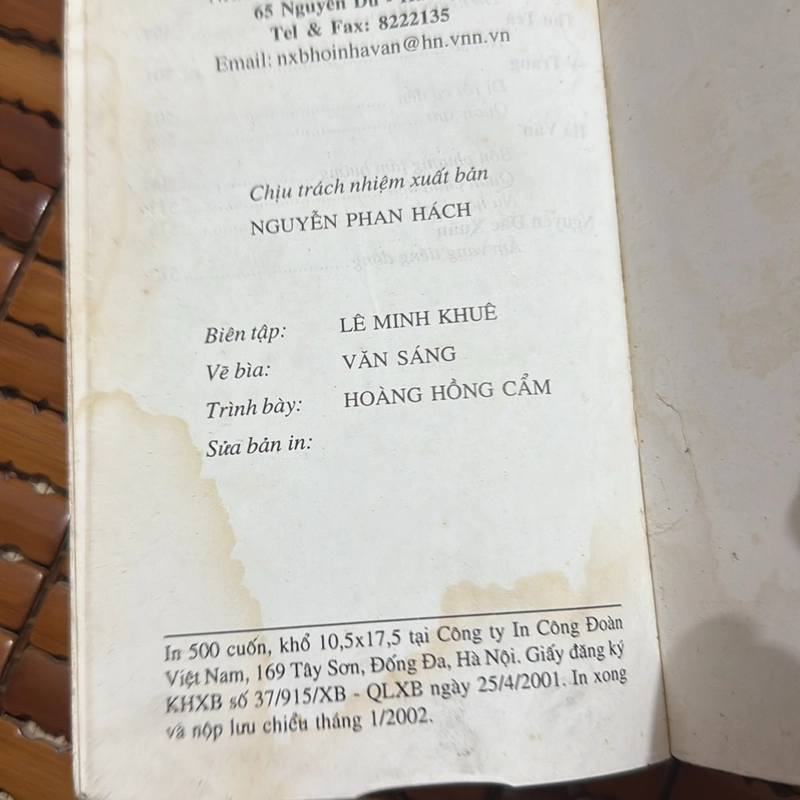 65 Nguyễn Du -
Tel & Fax: 8222135
Email: nxbhoinhavan@hn.vnn.vn
Chịu trách nhiệm xuất bản
NGUYỄN PHAN HÁCH
Biên tập: LÊ MINH KHUÊ
Vẽ bìa: VĂN SÁNG
Trình bày: HOÀNG HỒNG CẨM
Sửa bản in:
In 500 cuốn, khổ 10,5x17,5 tại Công ty In Công Đoàn
Việt Nam, 169 Tây Sơn, Đống Đa, Hà Nội. Giấy đăng ký
KHXB số 37/915/XB - QLXB ngày 25/4/2001. In xong
và nộp lưu chiểu tháng 1/2002.